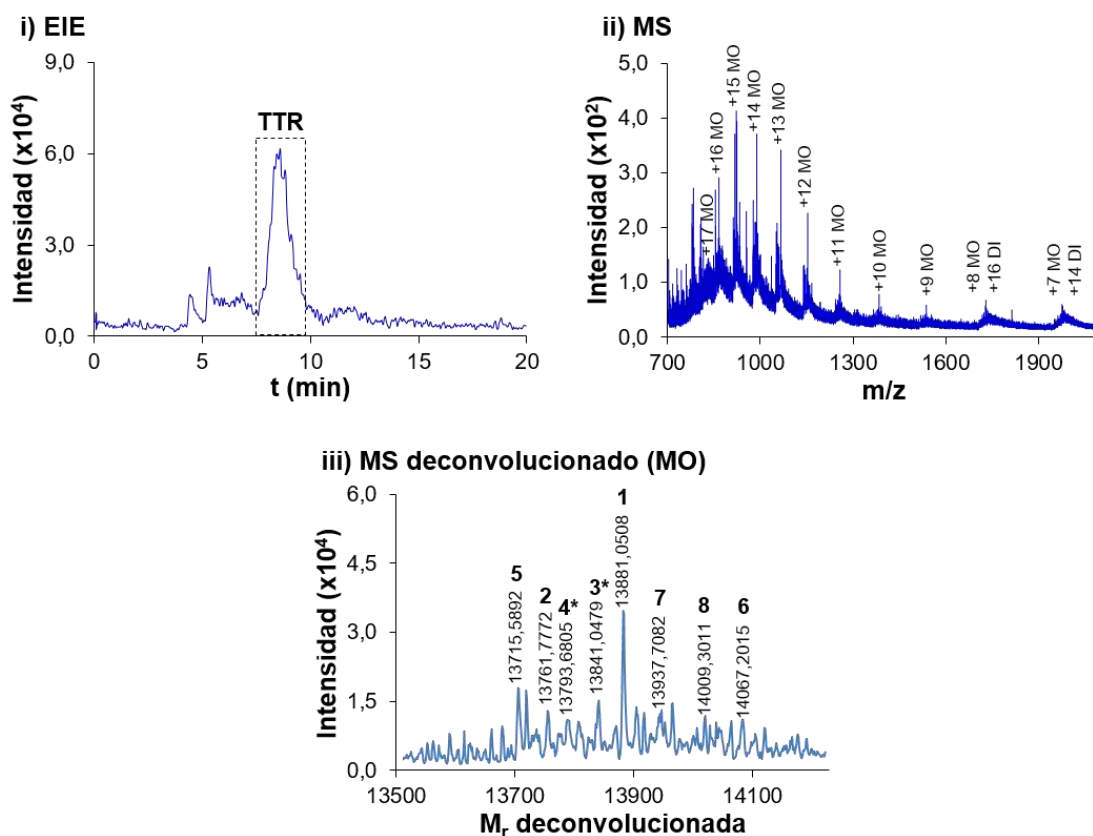 i) EIE
Intensidad (x10⁴)
9,0
6,0
3,0
0,0
TTR
0
5
10
15
20
t (min)
ii) MS
Intensidad (x10²)
5,0
4,0
3,0
2,0
1,0
0,0
+17 MO
+16 MO
+15 MO
+14 MO
+13 MO
+12 MO
+11 MO
+10 MO
+9 MO
+8 MO
+16 DI
+7 MO
+14 DI
700
1000
1300
1600
1900
m/z
iii) MS deconvolucionado (MO)
Intensidad (x10⁴)
6,0
4,5
3,0
1,5
0,0
5
13715,5892
2
13761,7772
4*
13793,6805
3*
13841,0479
1
13881,0508
7
13937,7082
8
14009,3011
6
14067,2015
13500
13700
13900
14100
Mᵣ deconvolucionada